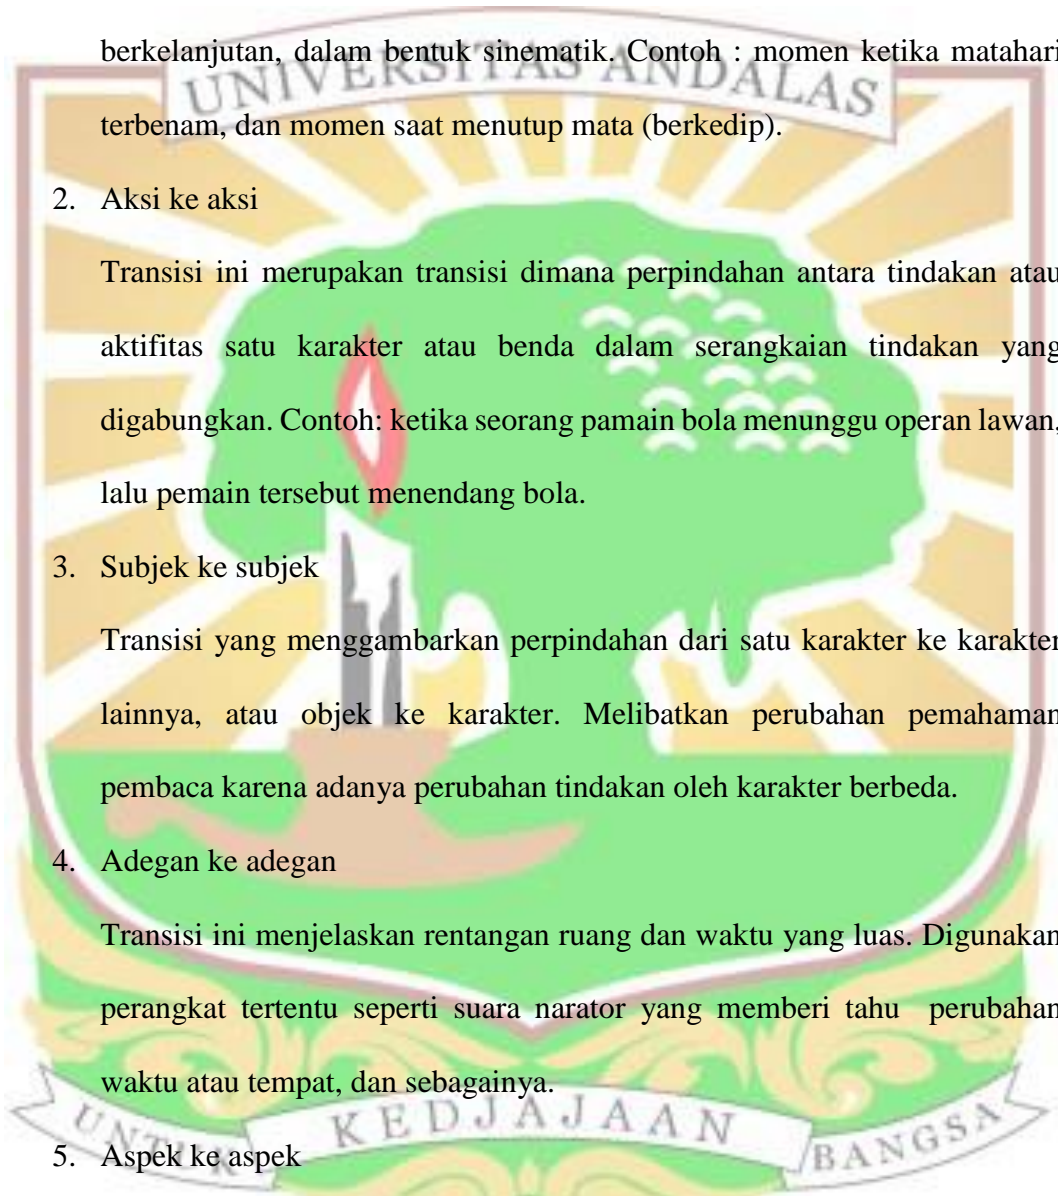 berkelanjutan, dalam bentuk sinematik. Contoh : momen ketika matahari
UNIVERSITAS ANDALAS
terbenam, dan momen saat menutup mata (berkedip).
2. Aksi ke aksi
Transisi ini merupakan transisi dimana perpindahan antara tindakan atau
aktifitas satu karakter atau benda dalam serangkaian tindakan yang
digabungkan. Contoh: ketika seorang pamain bola menunggu operan lawan,
lalu pemain tersebut menendang bola.
3. Subjek ke subjek
Transisi yang menggambarkan perpindahan dari satu karakter ke karakter
lainnya, atau objek ke karakter. Melibatkan perubahan pemahaman
pembaca karena adanya perubahan tindakan oleh karakter berbeda.
4. Adegan ke adegan
Transisi ini menjelaskan rentangan ruang dan waktu yang luas. Digunakan
perangkat tertentu seperti suara narator yang memberi tahu perubahan
waktu atau tempat, dan sebagainya.
UNTUK KEDJAJAAN BANGSA
5. Aspek ke aspek